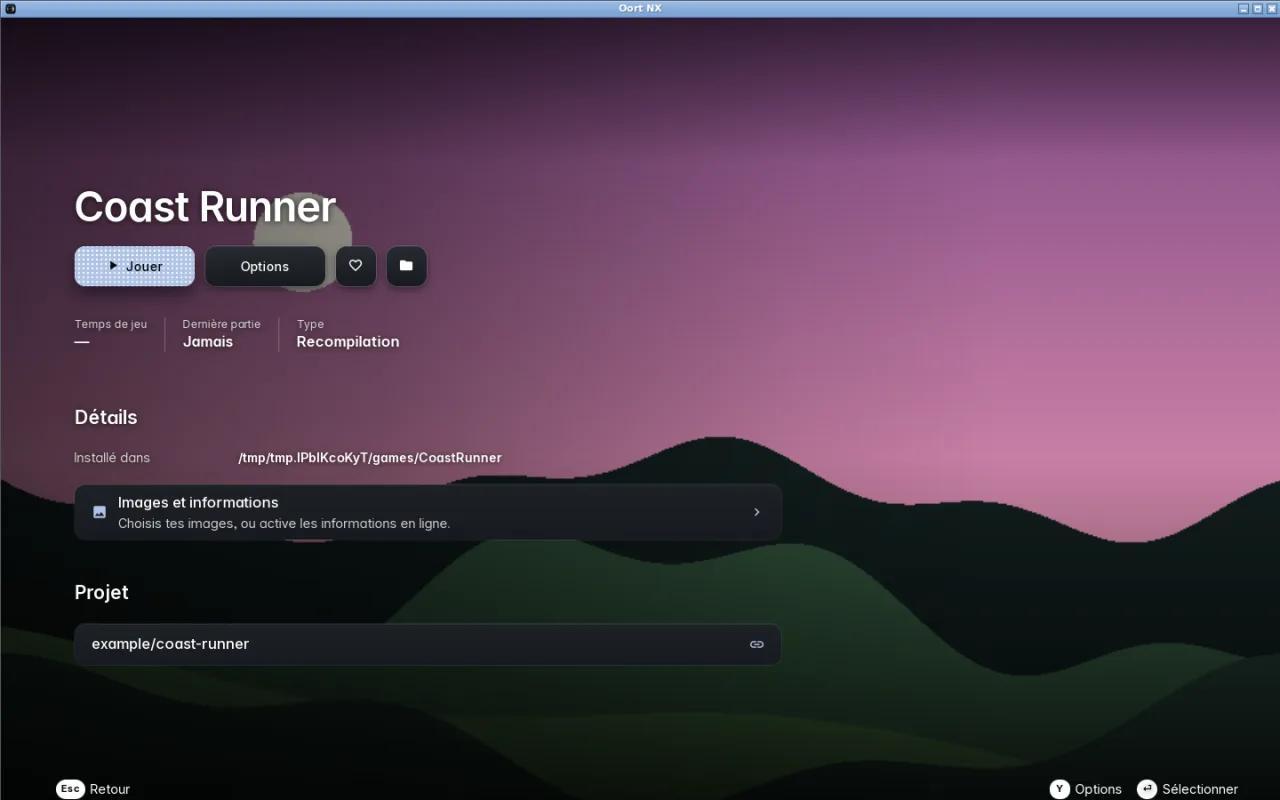 Oort NX
Coast Runner
Jouer
Options
Temps de jeu
—
Dernière partie
Jamais
Type
Recompilation
Détails
Installé dans
/tmp/tmp.IPbIKcoKyT/games/CoastRunner
Images et informations
Choisis tes images, ou active les informations en ligne.
Projet
example/coast-runner
Esc Retour
Y Options
Sélectionner